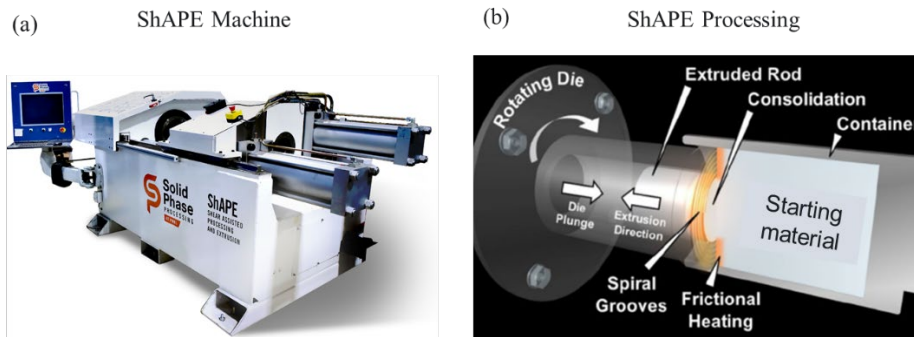 (a)
ShAPE Machine
Solid
Phase
PROCESSING
ShAPE
SHEAR ASSISTED
PROCESSING
AND EXTRUSION
(b)
ShAPE Processing
Rotating Die
Extruded Rod
Consolidation
Containe
Die
Plunge
Extrusion
Direction
Starting
material
Spiral
Grooves
Frictional
Heating